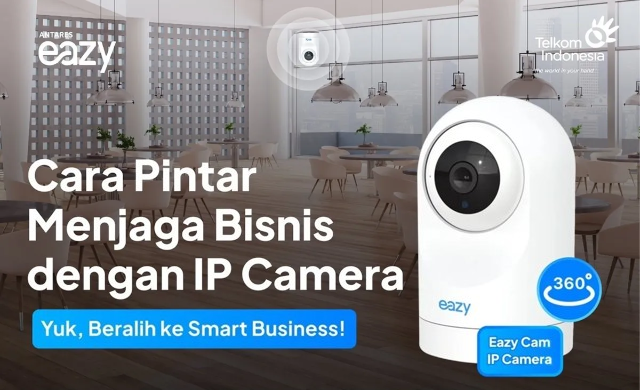 ANTARES
eazy
Telkom
Indonesia
the world in your hand
Cara Pintar
Menjaga Bisnis
dengan IP Camera
Yuk, Beralih ke Smart Business!
eazy
360°
Eazy Cam
IP Camera